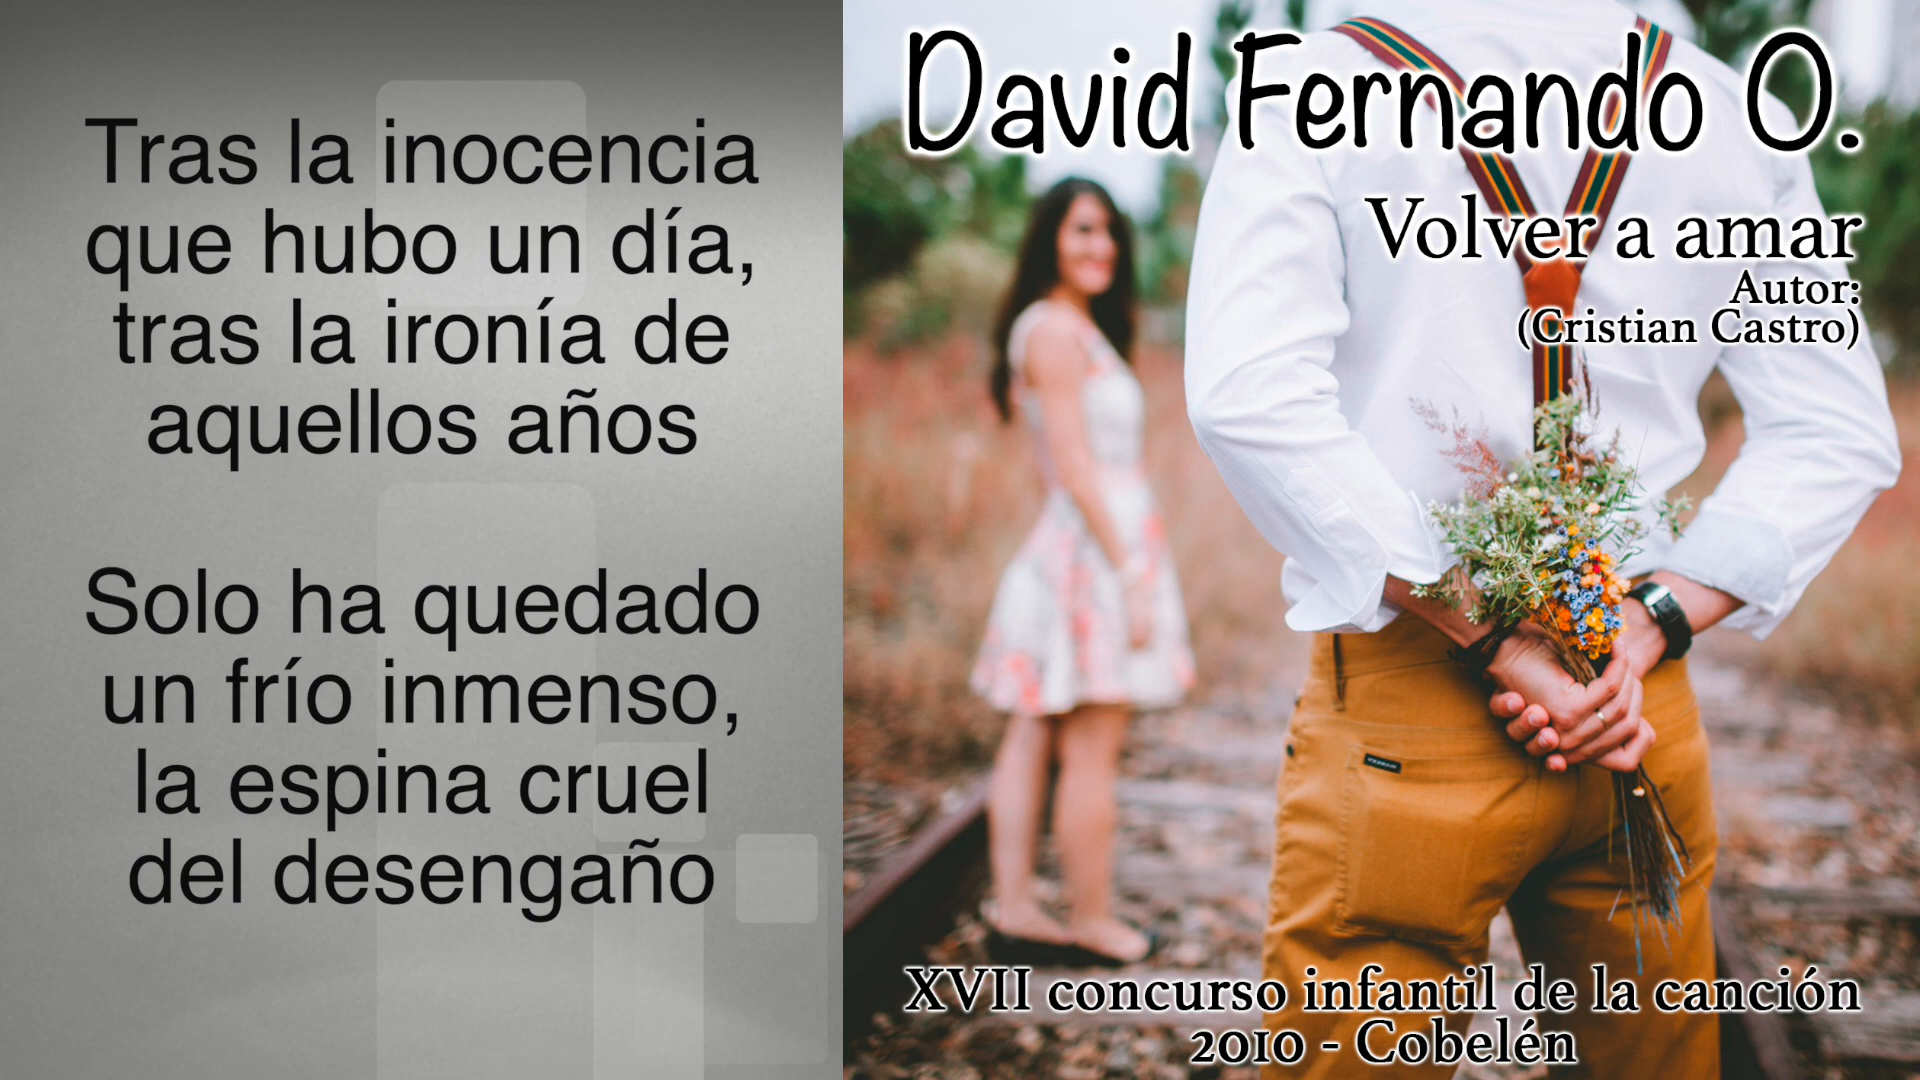 Tras la inocencia
que hubo un día,
tras la ironía de
aquellos años
Solo ha quedado
un frío inmenso,
la espina cruel
del desengaño
David Fernando O.
Volver a amar
Autor:
(Cristian Castro)
XVII concurso infantil de la canción
2010 - Cobelén